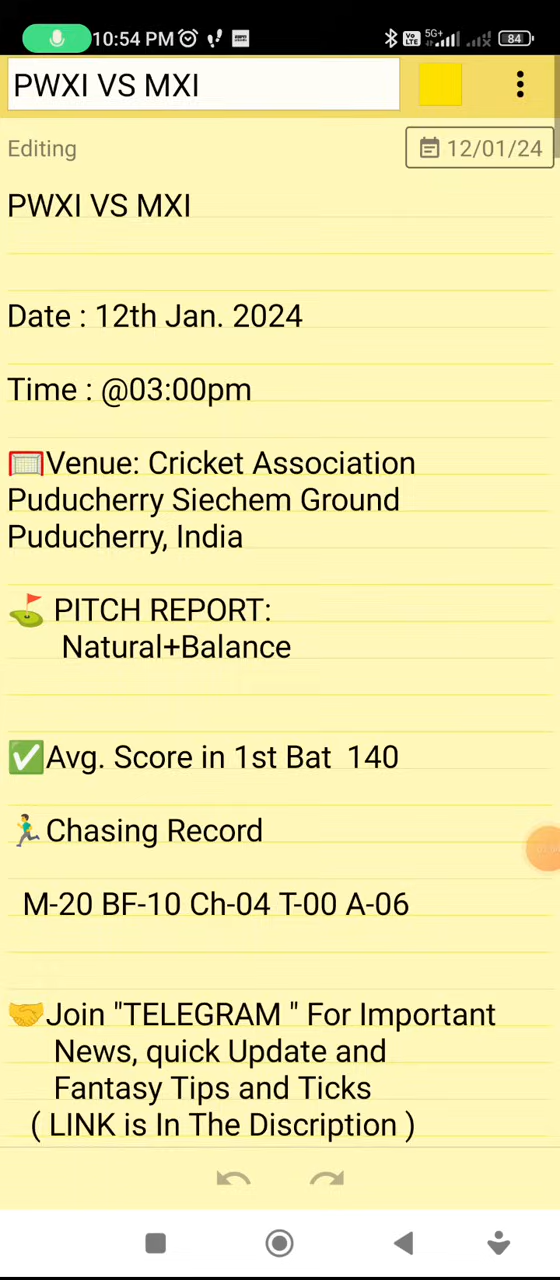 10:54 PM 5G+ 84
PWXI VS MXI
Editing 12/01/24
PWXI VS MXI
Date : 12th Jan. 2024
Time : @03:00pm
🥅Venue: Cricket Association
Puducherry Siechem Ground
Puducherry, India
⛳ PITCH REPORT:
Natural+Balance
✅Avg. Score in 1st Bat 140
🏃‍♂️Chasing Record
M-20 BF-10 Ch-04 T-00 A-06
🤝Join "TELEGRAM " For Important
News, quick Update and
Fantasy Tips and Ticks
( LINK is In The Discription )